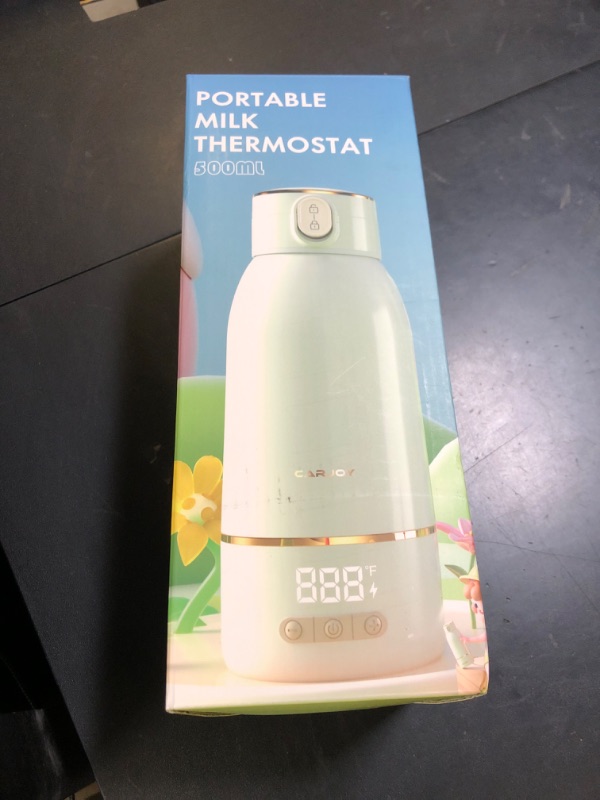 PORTABLE
MILK
THERMOSTAT
500ML
CARJOY
888°F